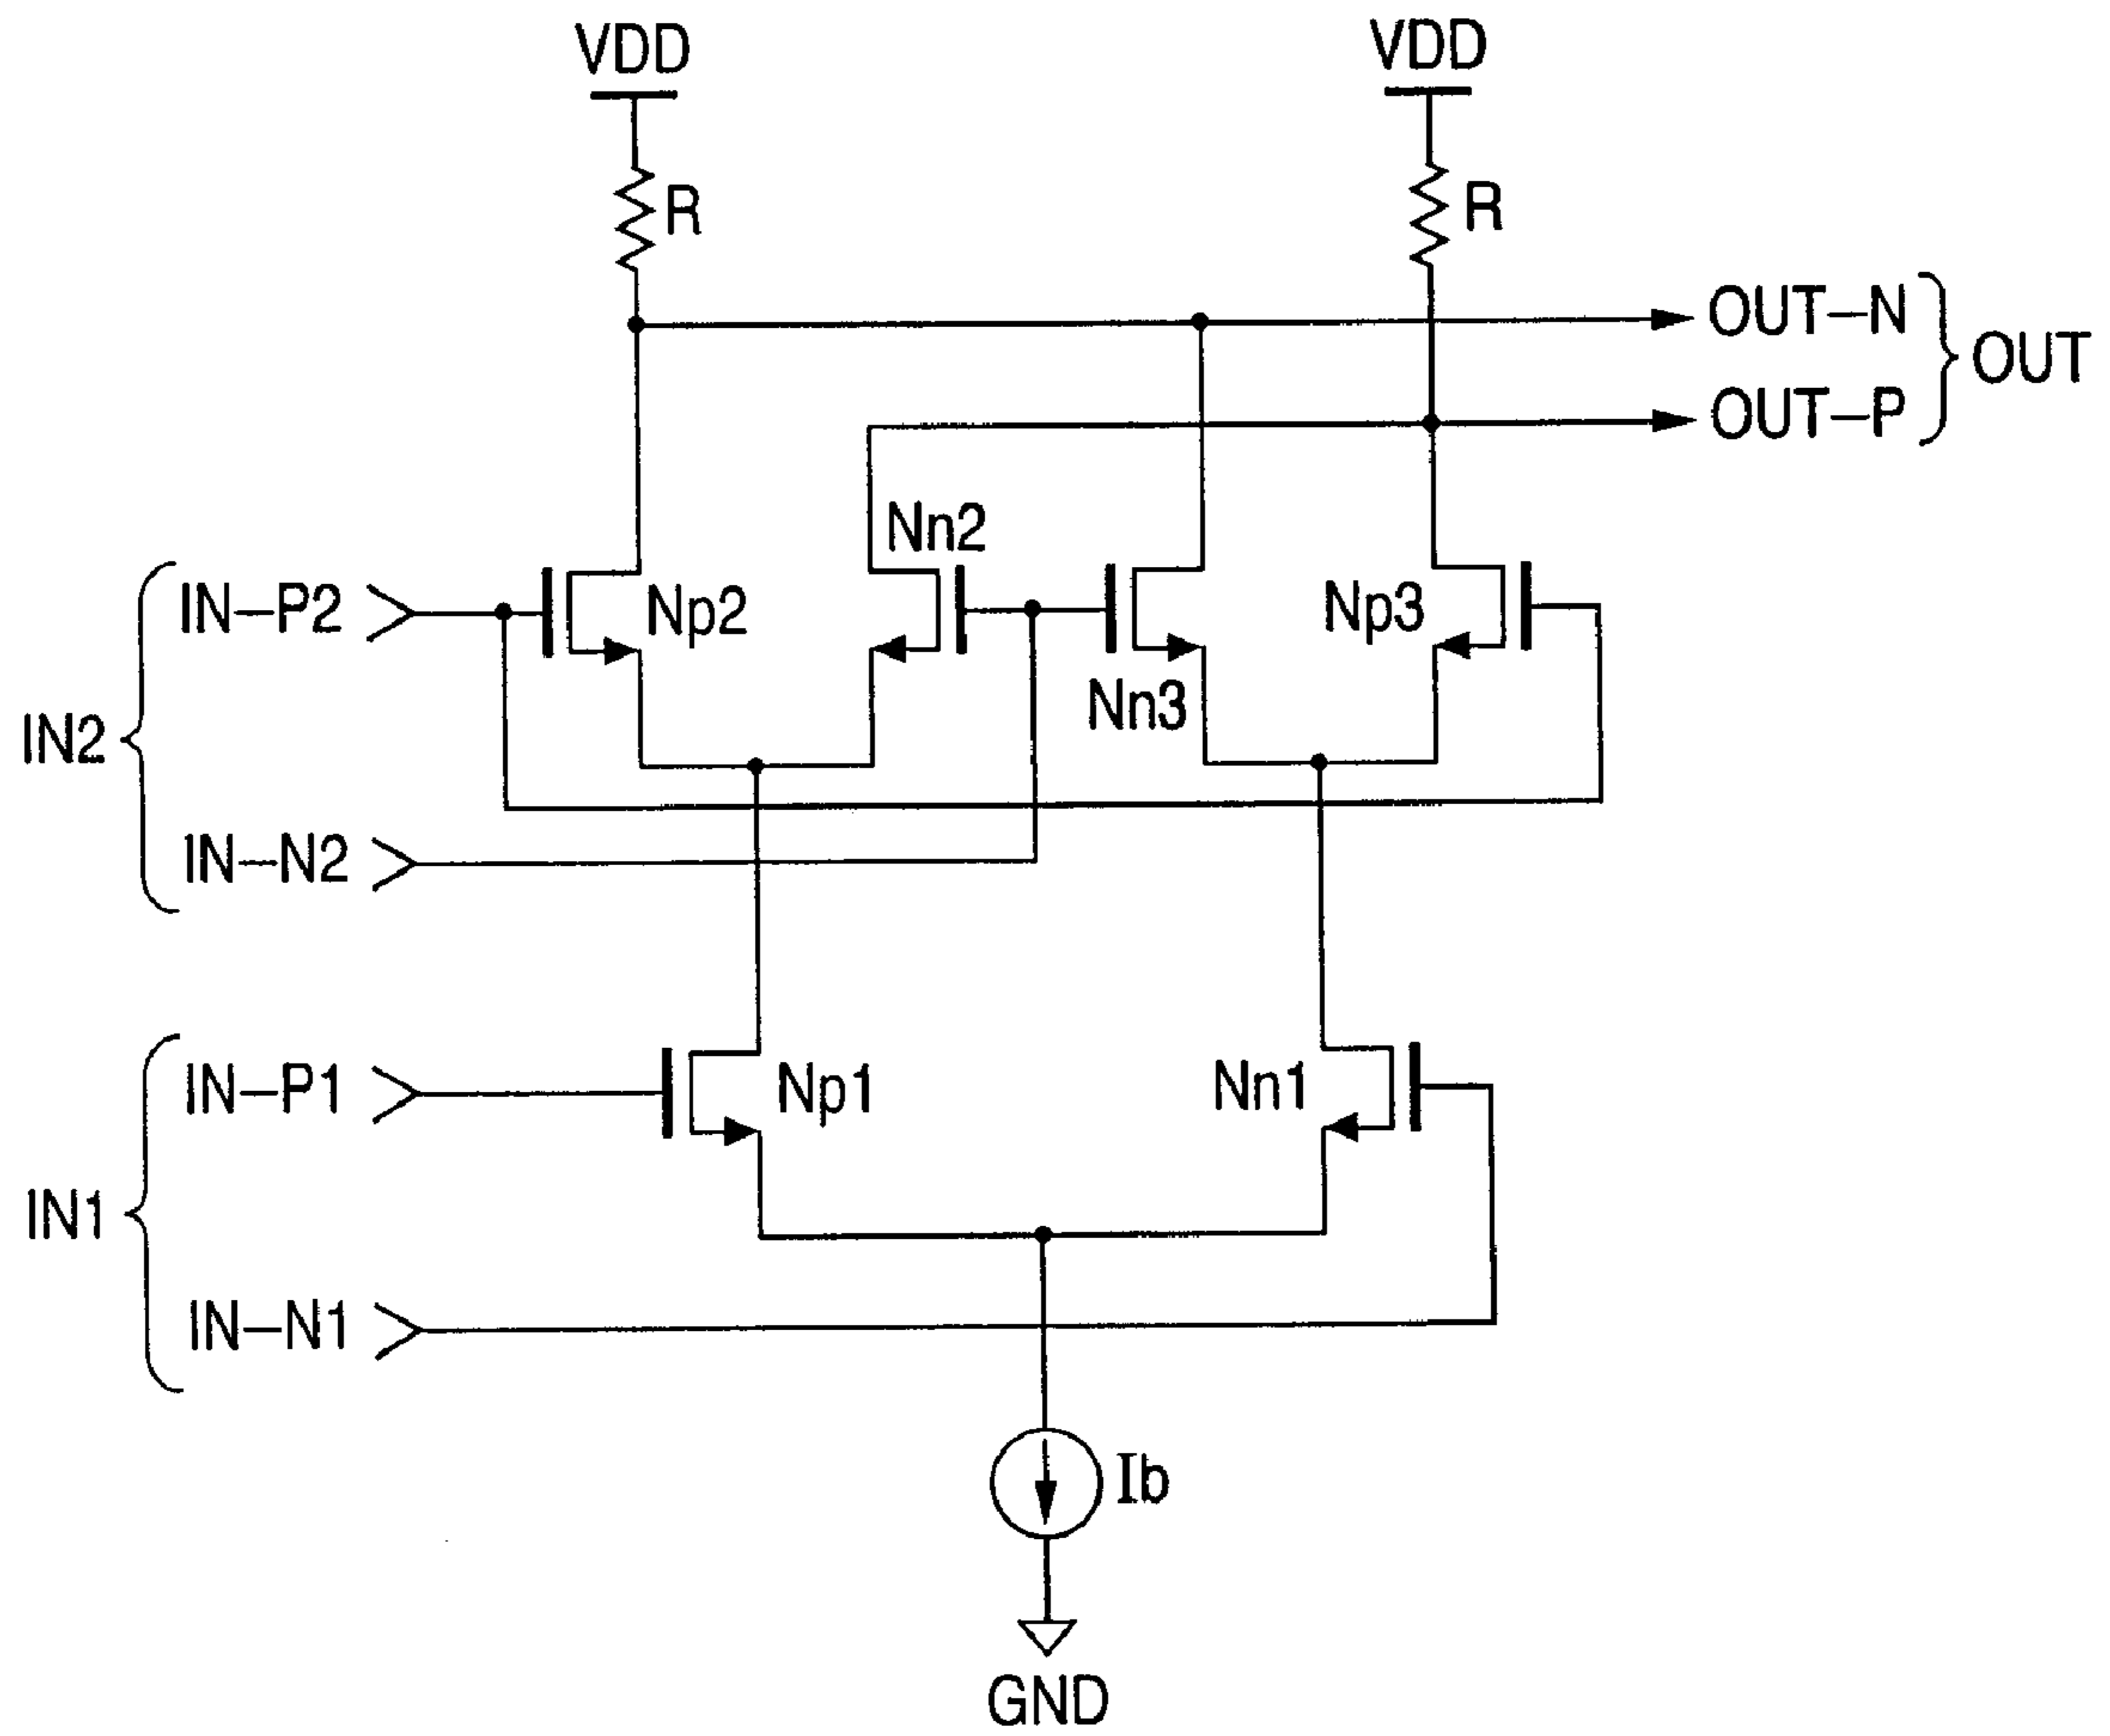 VDD
VDD
R
R
OUT-N
OUT-P
OUT
Nn2
IN-P2
Np2
Np3
Nn3
IN2
IN-N2
IN-P1
Np1
Nn1
IN1
IN-N1
Ib
GND